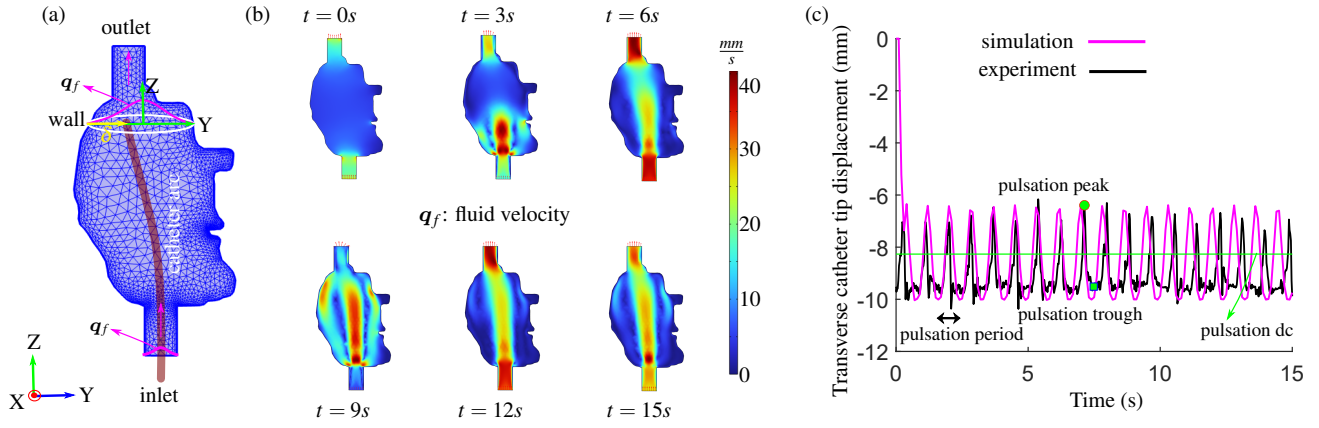 (a)
outlet
q_f
Z
wall
Y
catheter arc
q_f
Z
X
Y
inlet
(b)
t = 0s
t = 3s
t = 6s
mm/s
40
30
20
10
0
q_f: fluid velocity
t = 9s
t = 12s
t = 15s
(c)
Transverse catheter tip displacement (mm)
0
-2
-4
-6
-8
-10
-12
simulation
experiment
pulsation peak
pulsation trough
pulsation period
pulsation dc
0
5
10
15
Time (s)